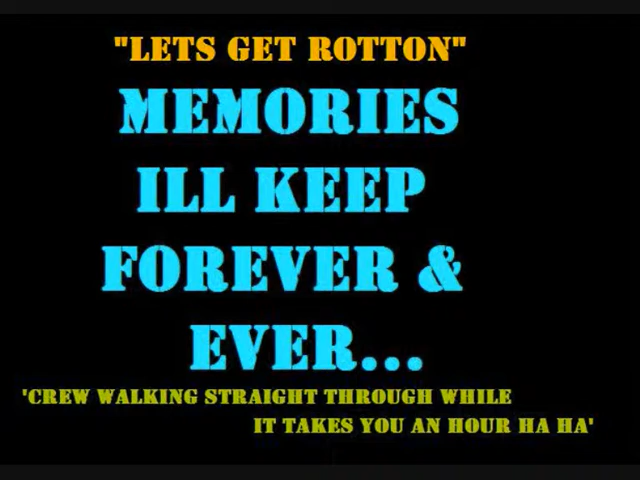 "LETS GET ROTTON"
MEMORIES
ILL KEEP
FOREVER &
EVER...
'CREW WALKING STRAIGHT THROUGH WHILE
IT TAKES YOU AN HOUR HA HA'